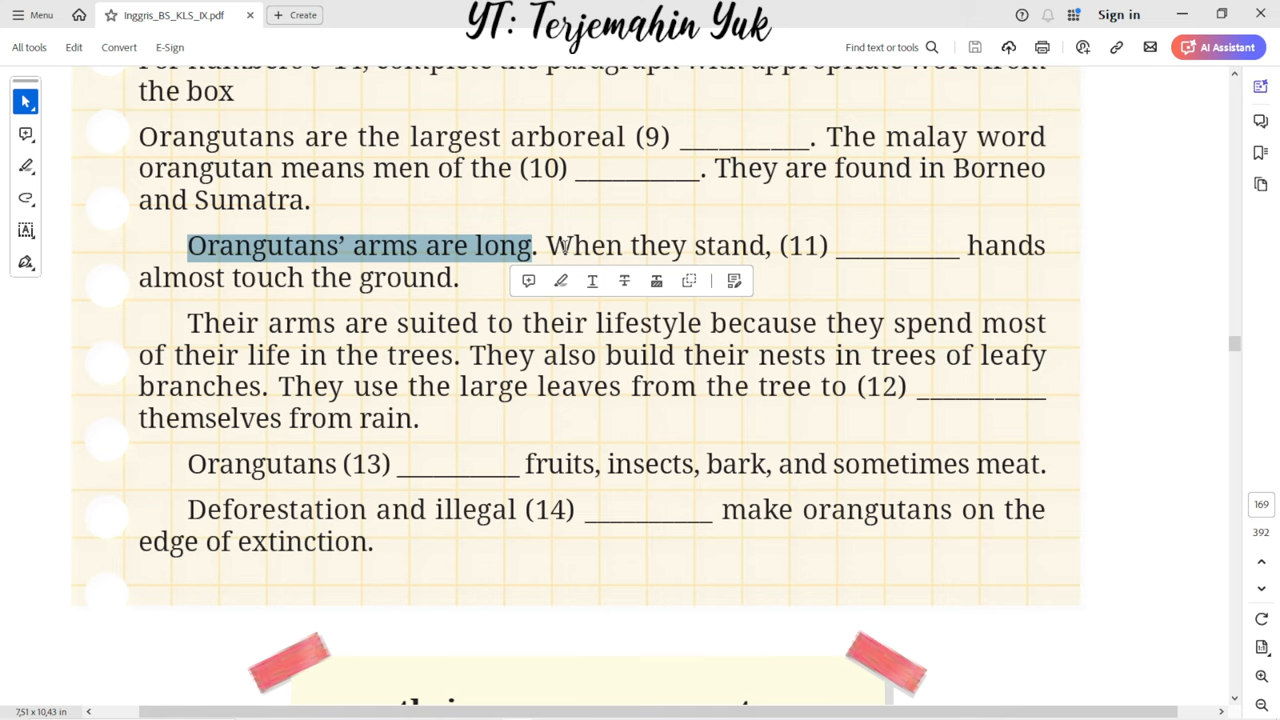 Menu
Inggris_BS_KLS_IX.pdf
Create
YT: Terjemahin Yuk
Sign in
All tools
Edit
Convert
E-Sign
Find text or tools
AI Assistant
the box
Orangutans are the largest arboreal (9) __________. The malay word
orangutan means men of the (10) __________. They are found in Borneo
and Sumatra.
Orangutans’ arms are long. When they stand, (11) __________ hands
almost touch the ground.
Their arms are suited to their lifestyle because they spend most
of their life in the trees. They also build their nests in trees of leafy
branches. They use the large leaves from the tree to (12) __________
themselves from rain.
Orangutans (13) __________ fruits, insects, bark, and sometimes meat.
Deforestation and illegal (14) __________ make orangutans on the
edge of extinction.
169
392
7,51 x 10,43 in